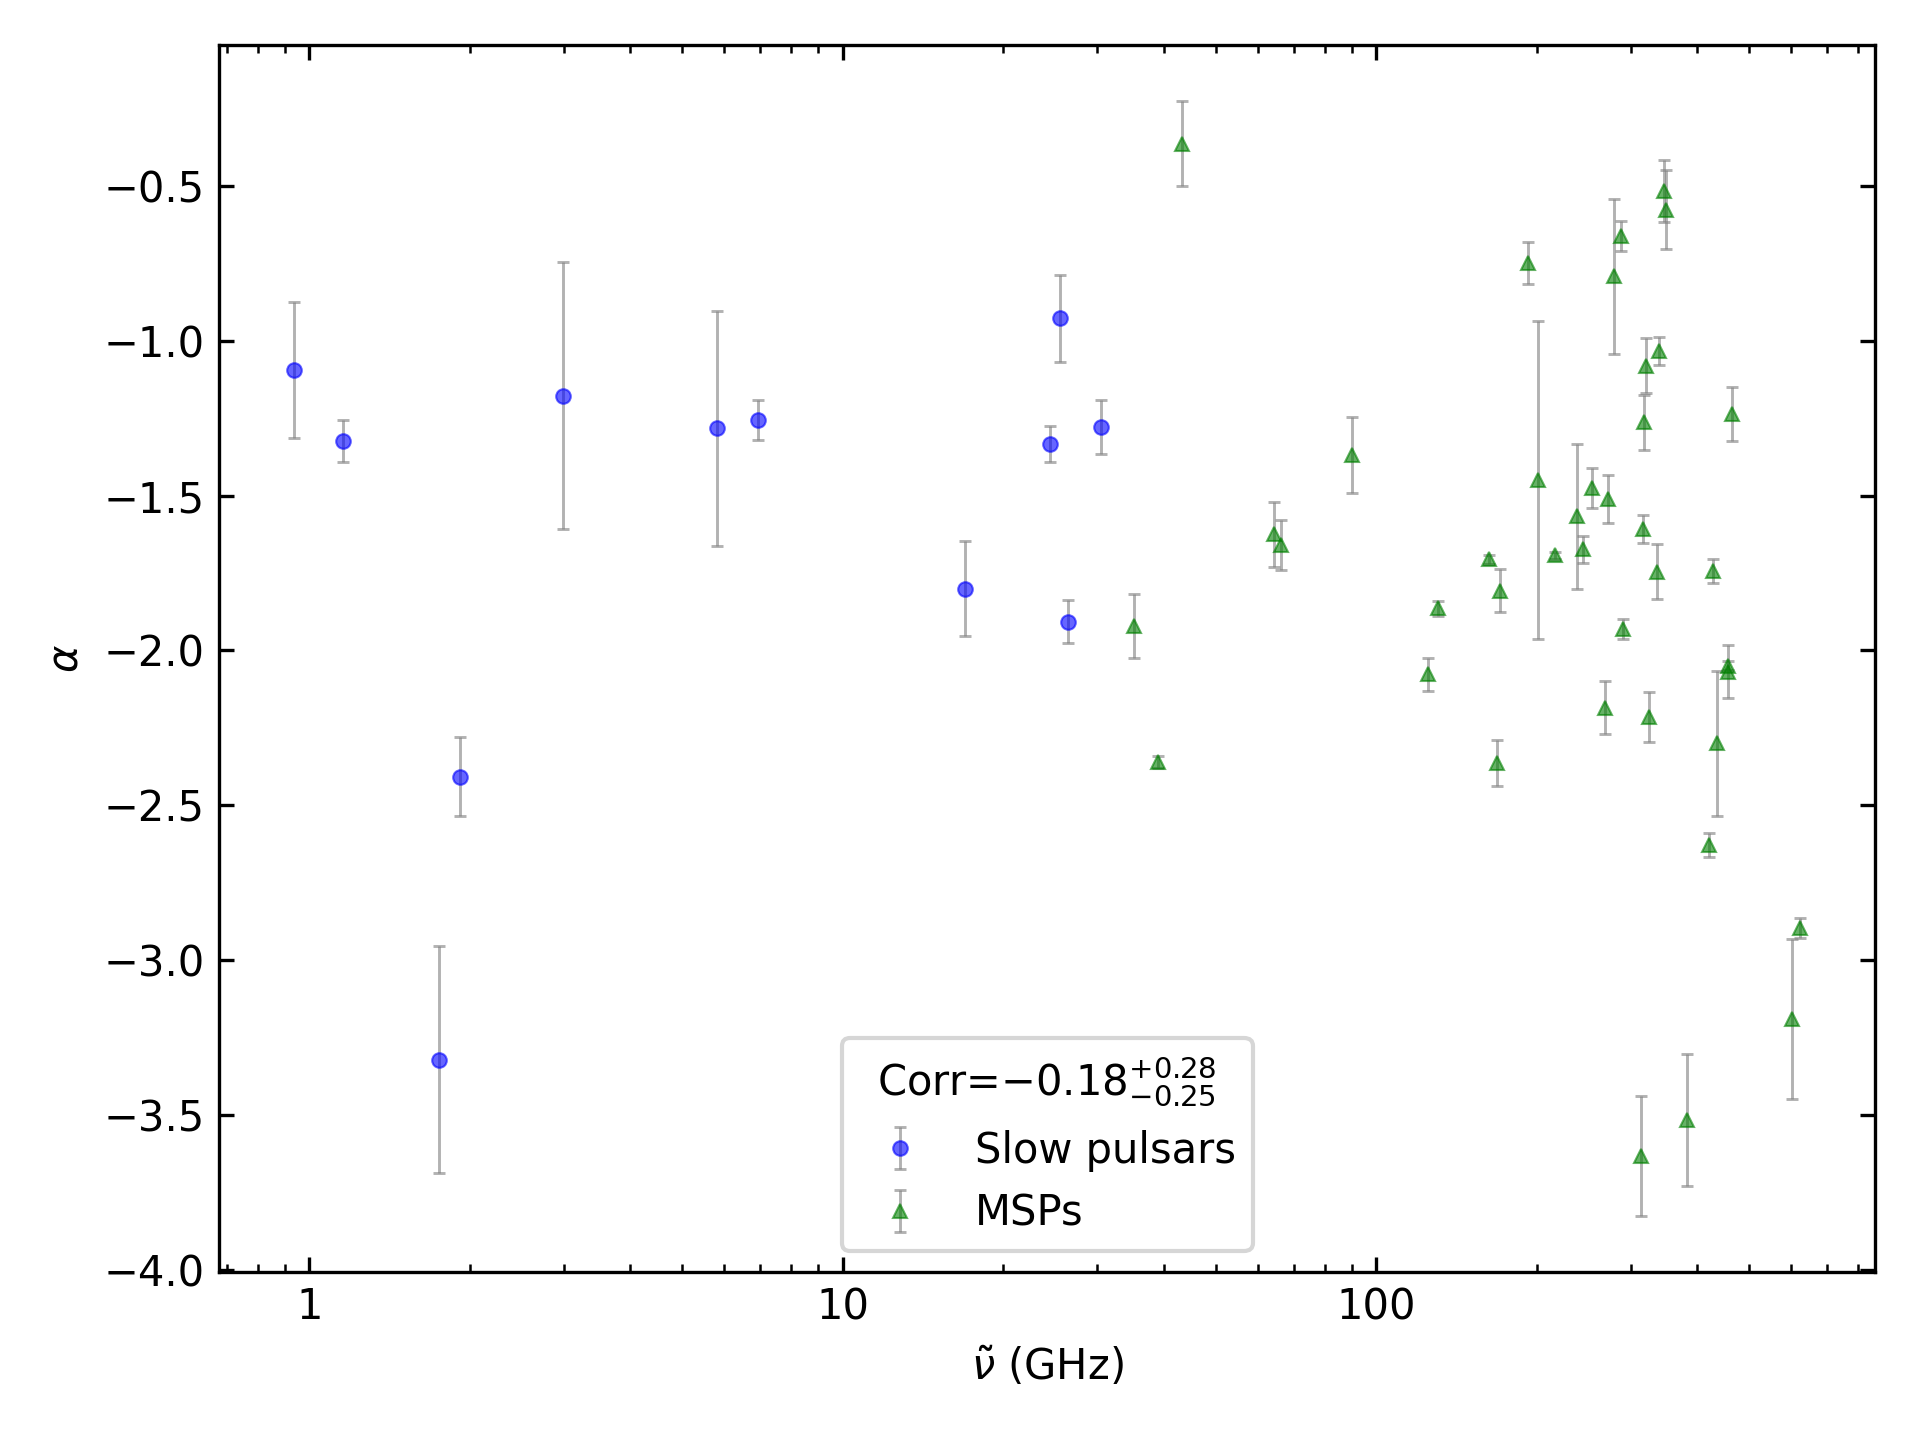 −0.5
−1.0
−1.5
−2.0
−2.5
−3.0
−3.5
−4.0
α
Corr=−0.18 +0.28 −0.25
Slow pulsars
MSPs
1 10 100
ν̃ (GHz)